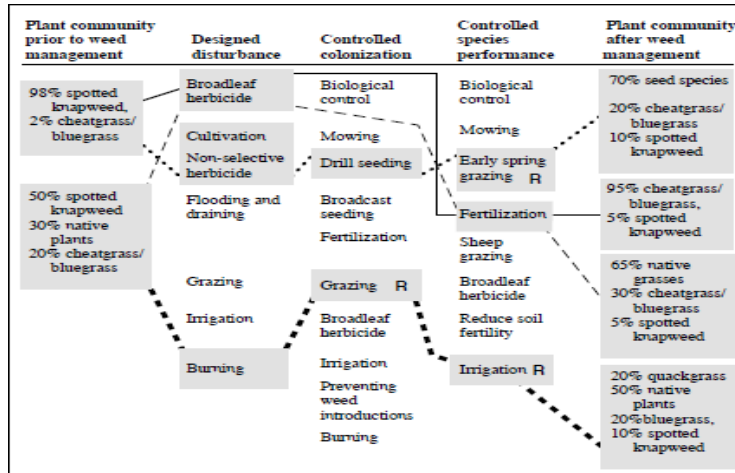 Plant community
prior to weed
management
98% spotted
knapweed,
2% cheatgrass/
bluegrass
50% spotted
knapweed
30% native
plants
20% cheatgrass/
bluegrass
Designed
disturbance
Broadleaf
herbicide
Cultivation
Non-selective
herbicide
Flooding and
draining
Grazing
Irrigation
Burning
Controlled
colonization
Biological
control
Mowing
Drill seeding
Broadcast
seeding
Fertilization
Grazing R
Broadleaf
herbicide
Irrigation
Preventing
weed
introductions
Burning
Controlled
species
performance
Biological
control
Mowing
Early spring
grazing R
Fertilization
Sheep
grazing
Broadleaf
herbicide
Reduce soil
fertility
Irrigation R
Plant community
after weed
management
70% seed species
20% cheatgrass/
bluegrass
10% spotted
knapweed
95% cheatgrass/
bluegrass,
5% spotted
knapweed
65% native
grasses
30% cheatgrass/
bluegrass
5% spotted
knapweed
20% quackgrass
50% native
plants
20%bluegrass,
10% spotted
knapweed